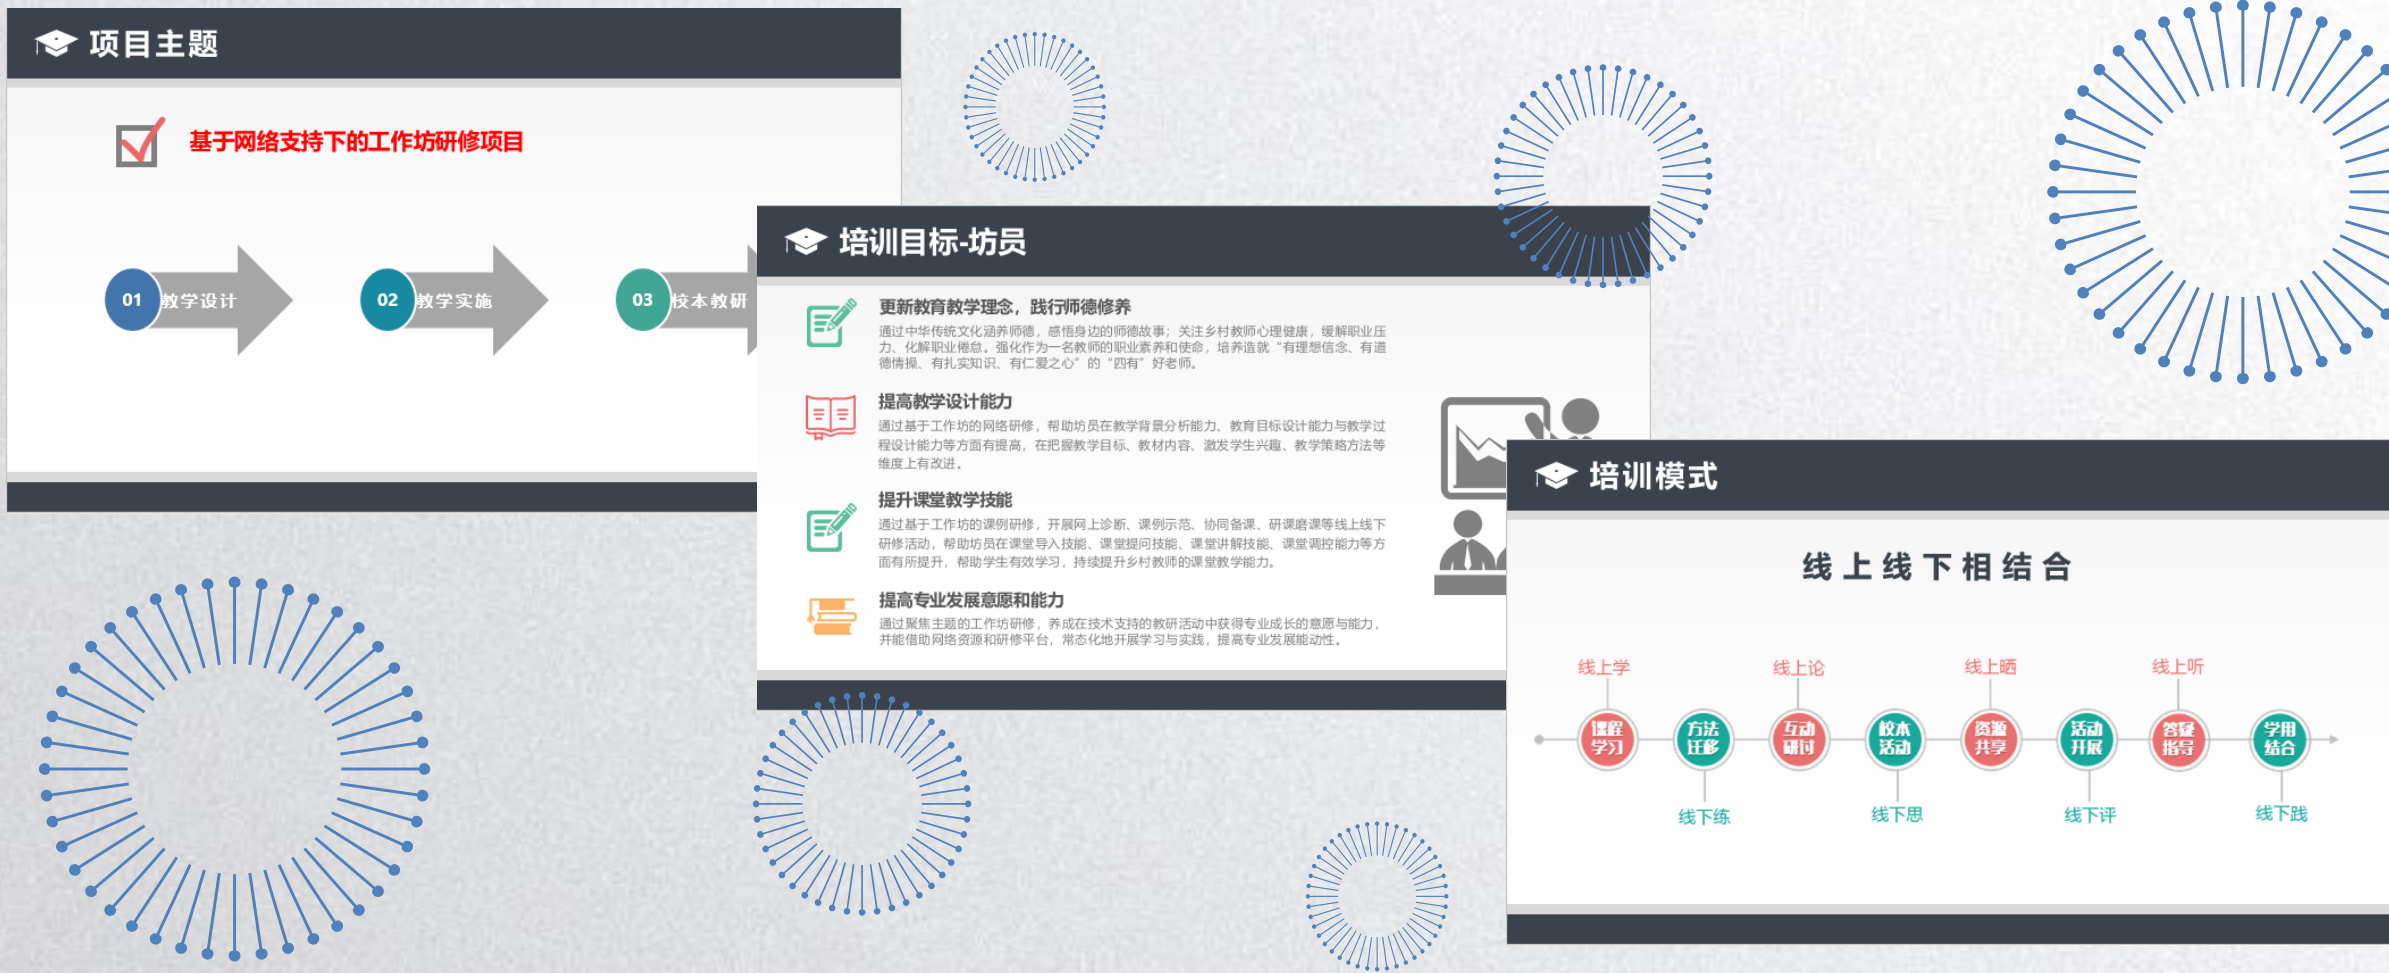 项目主题
基于网络支持下的工作坊研修项目
01 教学设计
02 教学实施
03 校本教研
培训目标-坊员
更新教育教学理念，践行师德修养
通过中华传统文化涵养师德，感悟身边的师德故事；关注乡村教师心理健康，缓解职业压
力、化解职业倦怠。强化作为一名教师的职业素养和使命，培养造就“有理想信念、有道
德情操、有扎实知识、有仁爱之心”的“四有”好老师。
提高教学设计能力
通过基于工作坊的网络研修，帮助坊员在教学背景分析能力、教育目标设计能力与教学过
程设计能力等方面有提高，在把握教学目标、教材内容、激发学生兴趣、教学策略方法等
维度上有改进。
提升课堂教学技能
通过基于工作坊的课例研修，开展网上诊断、课例示范、协同备课、研课磨课等线上线下
研修活动，帮助坊员在课堂导入技能、课堂提问技能、课堂讲解技能、课堂调控能力等方
面有所提升，帮助学生有效学习，持续提升乡村教师的课堂教学能力。
提高专业发展意愿和能力
通过聚焦主题的工作坊研修，养成在技术支持的教研活动中获得专业成长的意愿与能力，
并能借助网络资源和研修平台，常态化地开展学习与实践，提高专业发展能动性。
培训模式
线上线下相结合
线上学
线上论
线上晒
线上听
课程
学习
方法
迁移
互动
研讨
校本
活动
资源
共享
活动
开展
答疑
指导
学用
结合
线下练
线下思
线下评
线下践